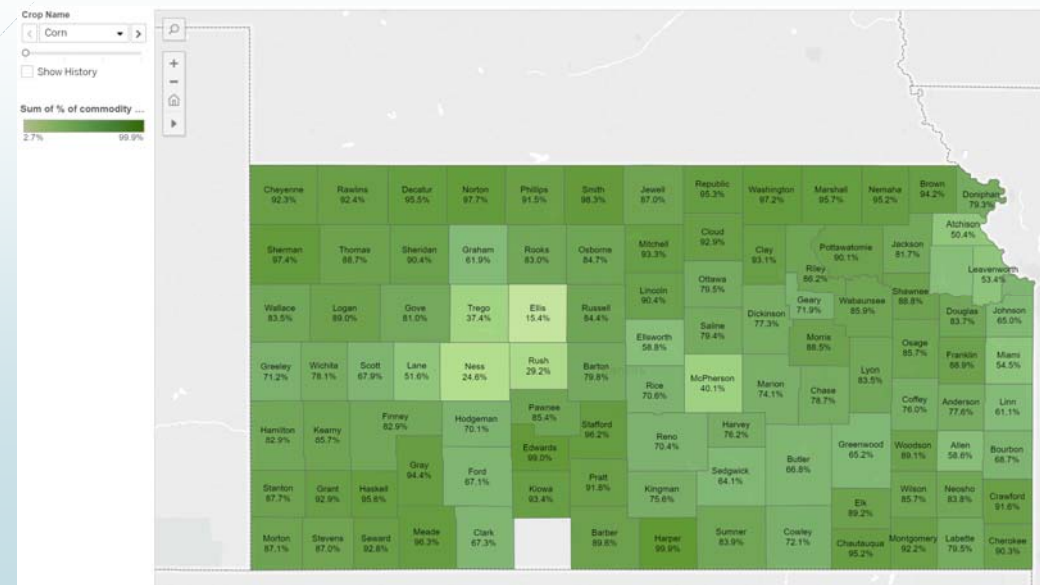 Crop Name
Corn
Show History
Sum of % of commodity ...
2.7%
99.9%
Cheyenne
92.3%
Rawlins
92.4%
Decatur
95.5%
Norton
97.7%
Phillips
91.5%
Smith
98.3%
Jewell
87.0%
Republic
95.3%
Washington
97.2%
Marshall
95.7%
Nemaha
95.2%
Brown
94.2%
Doniphan
79.3%
Atchison
50.4%
Sherman
97.4%
Thomas
88.7%
Sheridan
90.4%
Graham
61.9%
Rooks
83.0%
Osborne
84.7%
Mitchell
93.3%
Cloud
92.9%
Clay
93.1%
Riley
86.2%
Pottawatomie
90.1%
Jackson
81.7%
Leavenworth
53.4%
Wallace
83.5%
Logan
89.0%
Gove
81.0%
Trego
37.4%
Ellis
15.4%
Russell
84.4%
Lincoln
90.4%
Ottawa
79.5%
Saline
79.4%
Dickinson
77.3%
Geary
71.9%
Wabaunsee
85.9%
Shawnee
88.8%
Douglas
83.7%
Johnson
65.0%
Greeley
71.2%
Wichita
78.1%
Scott
67.9%
Lane
51.6%
Ness
24.6%
Rush
29.2%
Barton
79.8%
Ellsworth
58.8%
Rice
70.6%
McPherson
40.1%
Marion
74.1%
Morris
88.5%
Chase
78.7%
Lyon
83.5%
Osage
85.7%
Franklin
88.9%
Miami
54.5%
Coffey
76.0%
Anderson
77.6%
Linn
61.1%
Hamilton
82.9%
Kearny
85.7%
Finney
82.9%
Hodgeman
70.1%
Pawnee
85.4%
Stafford
96.2%
Edwards
99.0%
Reno
70.4%
Harvey
76.2%
Butler
66.8%
Greenwood
65.2%
Woodson
89.1%
Allen
58.6%
Bourbon
68.7%
Gray
94.4%
Ford
67.1%
Kiowa
93.4%
Pratt
91.8%
Kingman
75.6%
Sedgwick
64.1%
Stanton
87.7%
Grant
92.9%
Haskell
95.6%
Elk
89.2%
Wilson
85.7%
Neosho
83.8%
Crawford
91.6%
Morton
87.1%
Stevens
87.0%
Seward
92.8%
Meade
96.3%
Clark
67.3%
Barber
89.6%
Harper
99.9%
Sumner
83.9%
Cowley
72.1%
Chautauqua
95.2%
Montgomery
92.2%
Labette
79.5%
Cherokee
90.3%